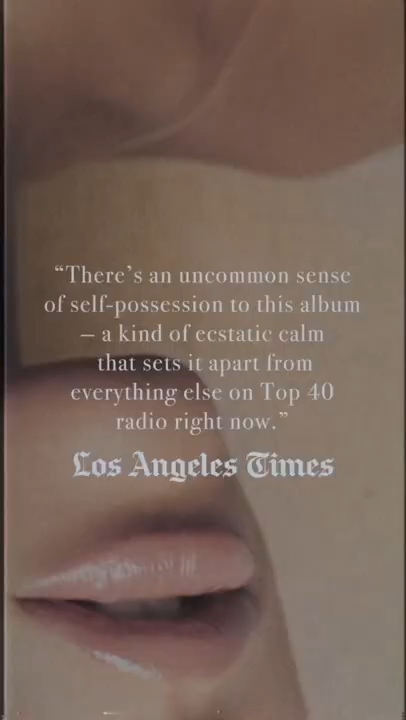 “There’s an uncommon sense
of self-possession to this album
– a kind of ecstatic calm
that sets it apart from
everything else on Top 40
radio right now.”
Los Angeles Times